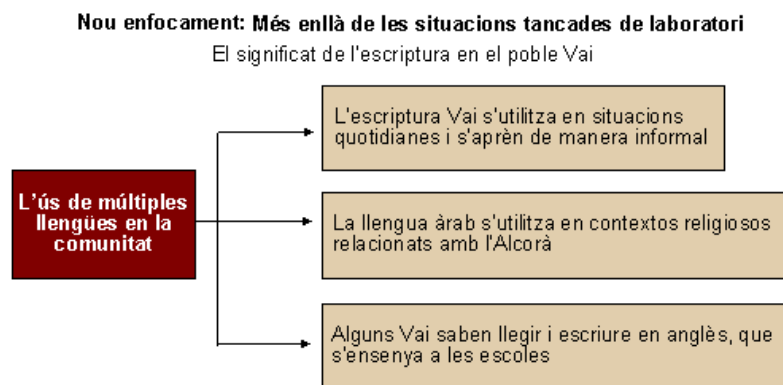 Nou enfocament: Més enllà de les situacions tancades de laboratori
El significat de l'escriptura en el poble Vai
L'escriptura Vai s'utilitza en situacions
quotidianes i s'aprèn de manera informal
L'ús de múltiples
llengües en la
comunitat
La llengua àrab s'utilitza en contextos religiosos
relacionats amb l'Alcorà
Alguns Vai saben llegir i escriure en anglès, que
s'ensenya a les escoles